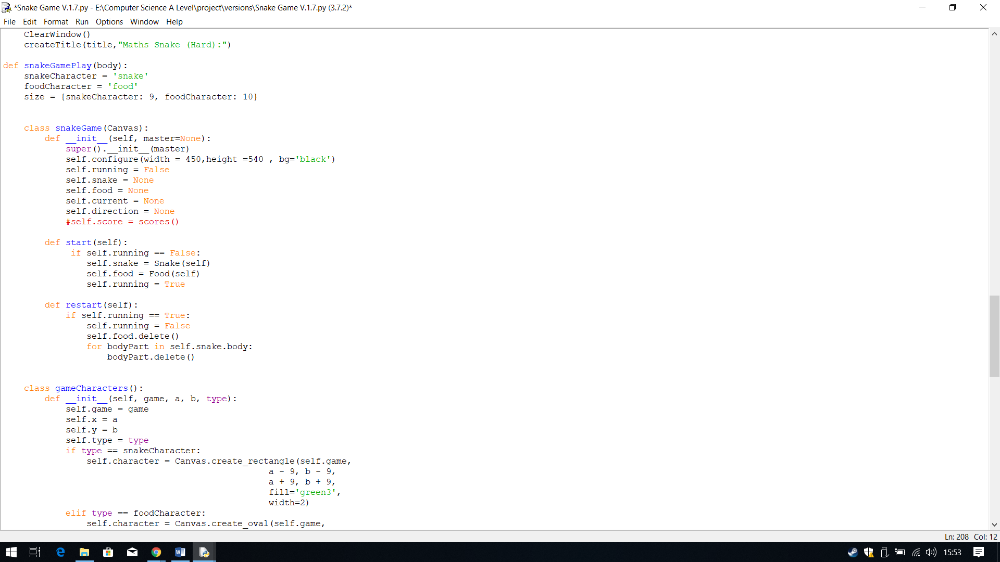 *Snake Game V.1.7.py - E:\Computer Science A Level\project\versions\Snake Game V.1.7.py (3.7.2)*
File Edit Format Run Options Window Help
    ClearWindow()
    createTitle(title,"Maths Snake (Hard):")
def snakeGamePlay(body):
    snakeCharacter = 'snake'
    foodCharacter = 'food'
    size = {snakeCharacter: 9, foodCharacter: 10}
    class snakeGame(Canvas):
        def __init__(self, master=None):
            super().__init__(master)
            self.configure(width = 450,height =540 , bg='black')
            self.running = False
            self.snake = None
            self.food = None
            self.current = None
            self.direction = None
            #self.score = scores()
        def start(self):
             if self.running == False:
                self.snake = Snake(self)
                self.food = Food(self)
                self.running = True
        def restart(self):
            if self.running == True:
                self.running = False
                self.food.delete()
                for bodyPart in self.snake.body:
                    bodyPart.delete()
    class gameCharacters():
        def __init__(self, game, a, b, type):
            self.game = game
            self.x = a
            self.y = b
            self.type = type
            if type == snakeCharacter:
                self.character = Canvas.create_rectangle(self.game,
                                                   a - 9, b - 9,
                                                   a + 9, b + 9,
                                                   fill='green3',
                                                   width=2)
            elif type == foodCharacter:
                self.character = Canvas.create_oval(self.game,
Ln: 208 Col: 12
15:53